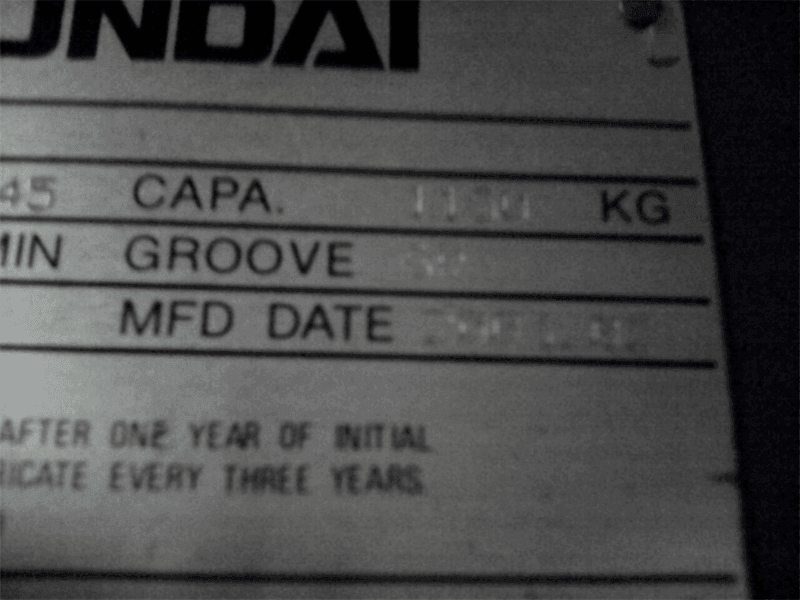 UNDAI
45 CAPA. KG
MIN GROOVE
MFD DATE
AFTER ONE YEAR OF INITIAL
RICATE EVERY THREE YEARS.